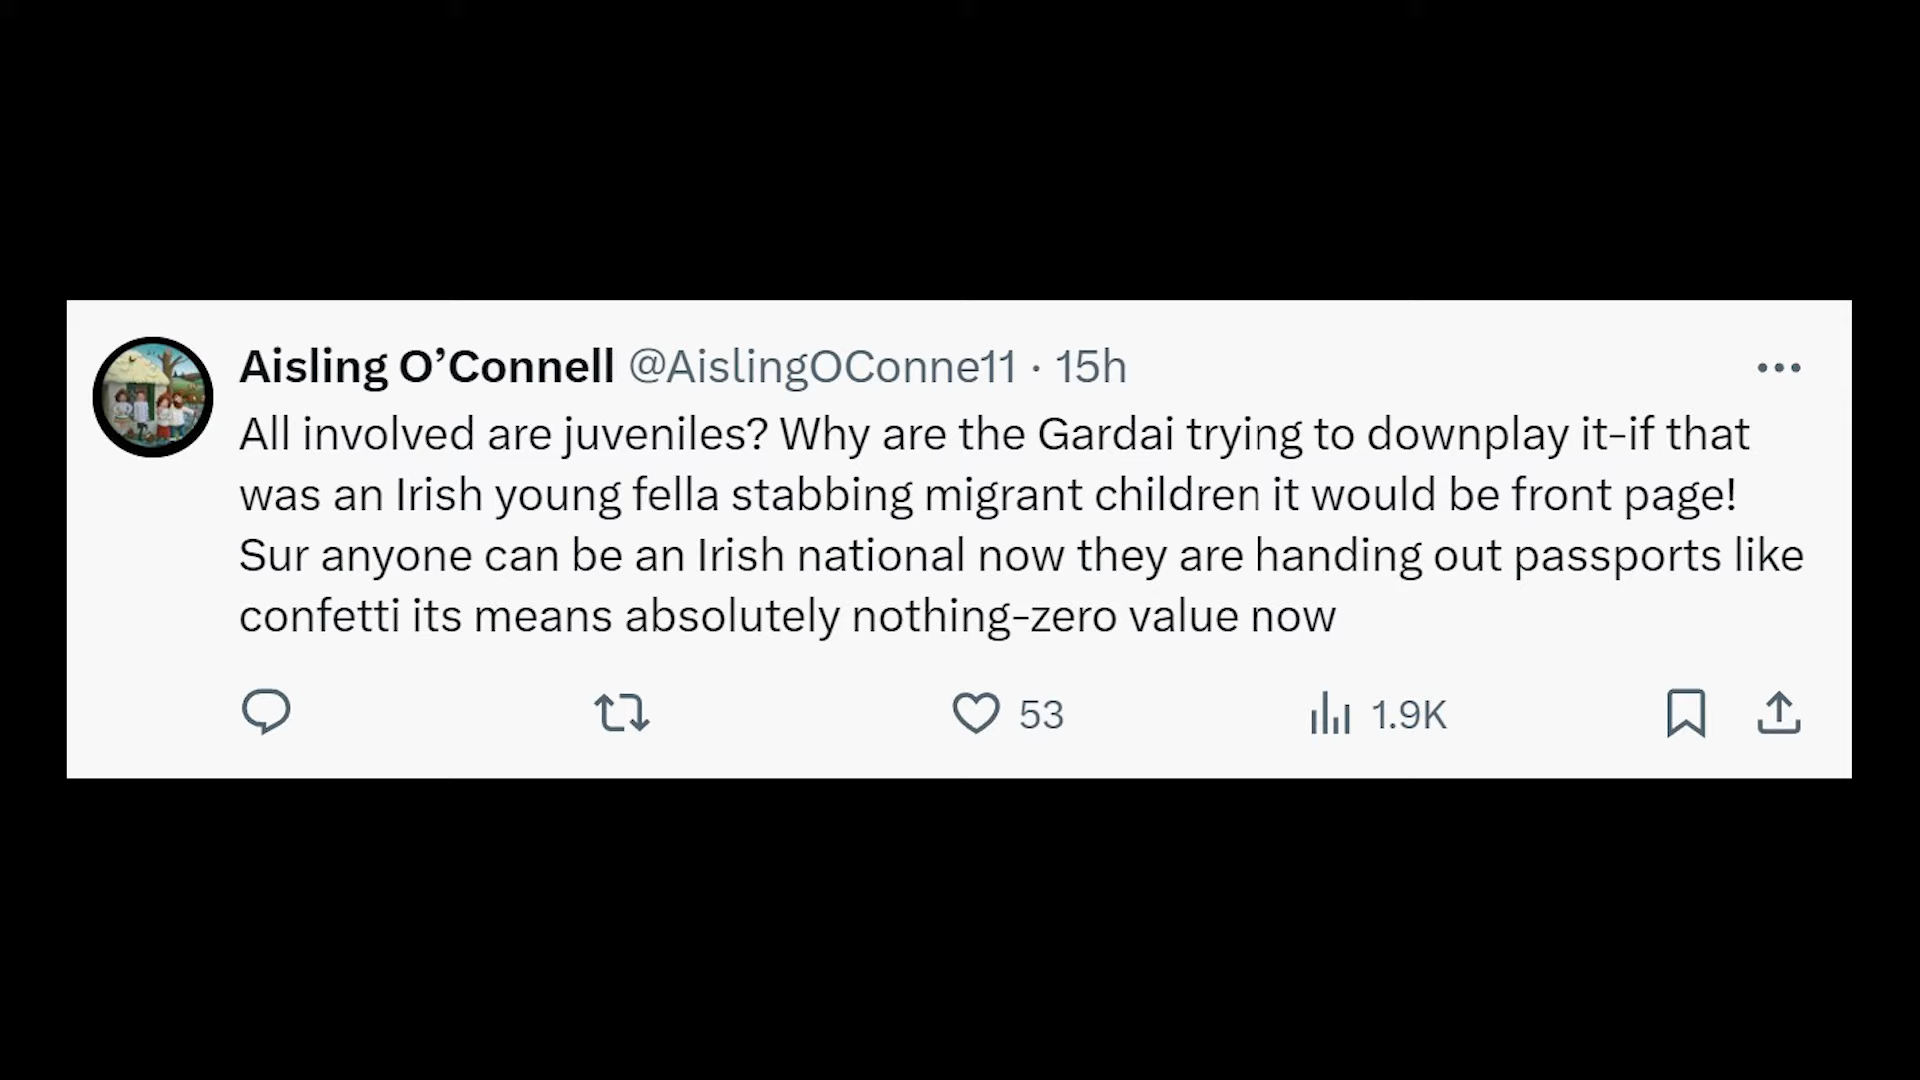 Aisling O’Connell @AislingOConne11 · 15h
All involved are juveniles? Why are the Gardai trying to downplay it-if that
was an Irish young fella stabbing migrant children it would be front page!
Sur anyone can be an Irish national now they are handing out passports like
confetti its means absolutely nothing-zero value now
53 1.9K